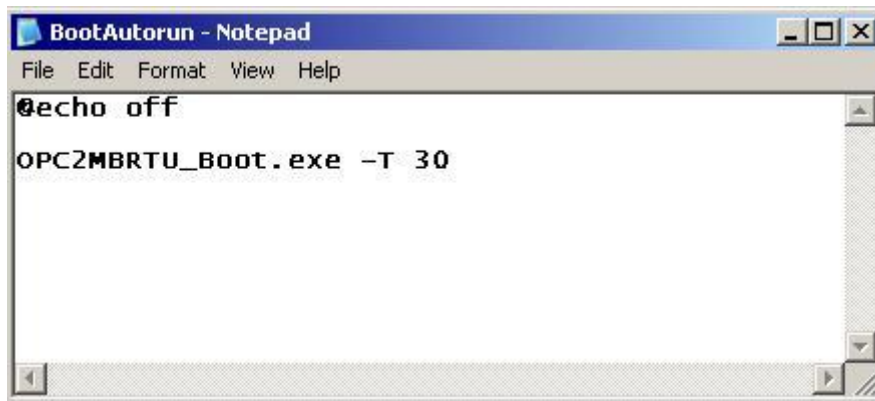 BootAutorun - Notepad
File Edit Format View Help
@echo off
OPC2MBRTU_Boot.exe -T 30